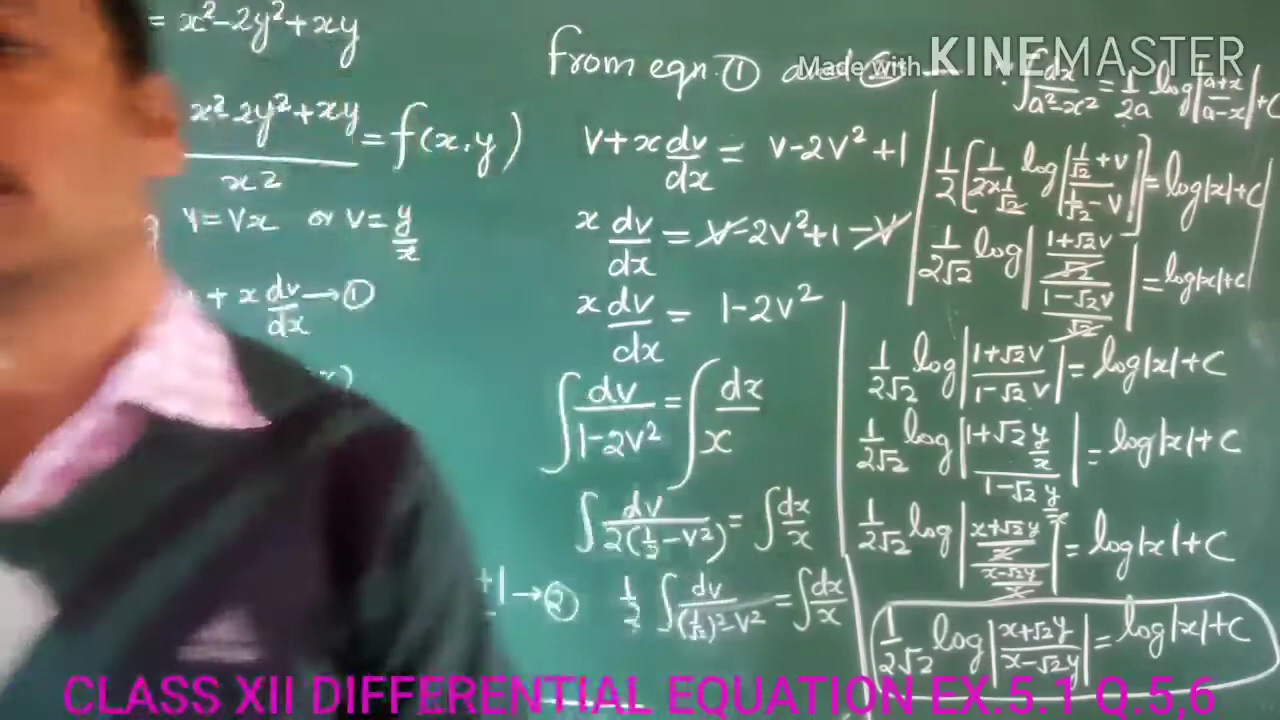 = x²-2y²+xy
x²-2y²+xy/x² = f(x,y)
y=Vx or V=y/x
+ x dv/dx → ①
+1 → ②
from eqn. ① and
V+x dv/dx = V-2V²+1
x dv/dx = V-2V²+1-V
x dv/dx = 1-2V²
∫ dv/1-2V² = ∫ dx/x
∫ dv/2(1/2-V²) = ∫ dx/x
1/2 ∫ dv/(1/√2)²-V² = ∫ dx/x
Made with KINEMASTER
∫ dx/a²-x² = 1/2a log|a+x/a-x|+C
1/2 [1/2×1/√2 log|1/√2+V/1/√2-V|] = log|x|+C
1/2√2 log|1+√2V/√2/1-√2V/√2| = log|x|+C
1/2√2 log|1+√2V/1-√2V| = log|x|+C
1/2√2 log|1+√2 y/x/1-√2 y/x| = log|x|+C
1/2√2 log|x+√2y/x/x-√2y/x| = log|x|+C
1/2√2 log|x+√2y/x-√2y| = log|x|+C
CLASS XII DIFFERENTIAL EQUATION EX.5.1 Q.5,6